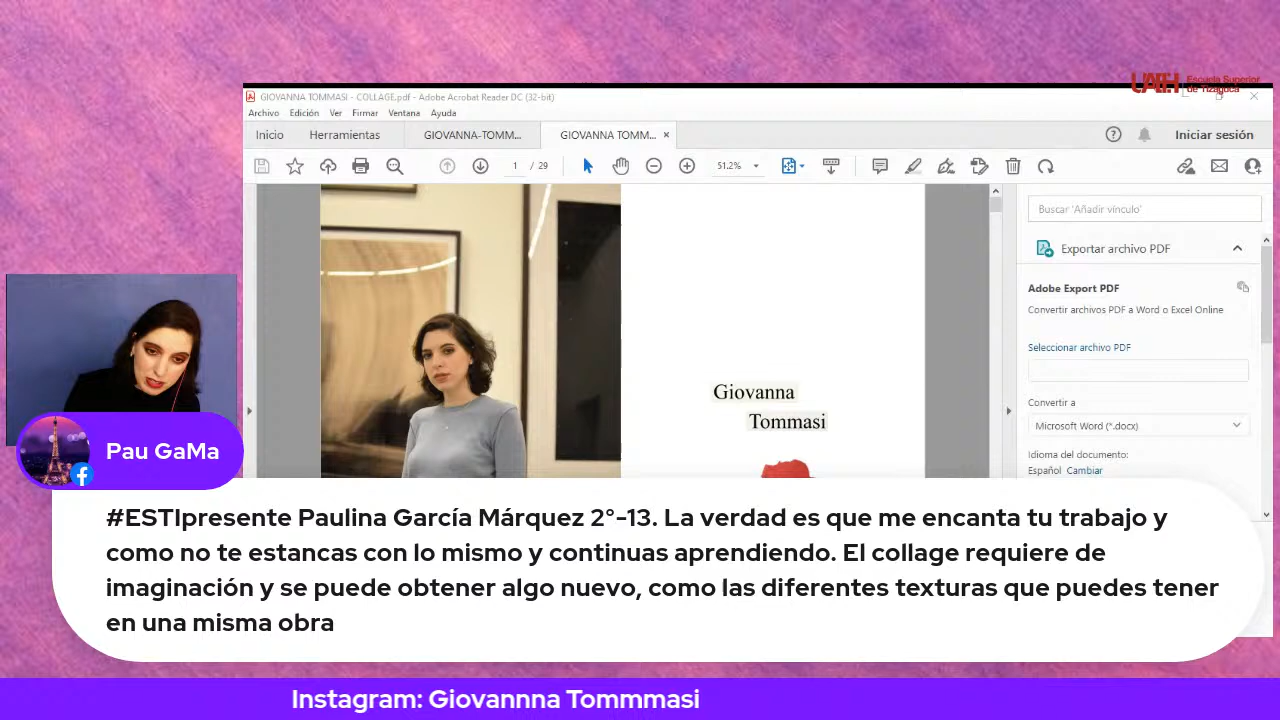 UAEH Escuela Superior
de Tizayuca
GIOVANNA TOMMASI - COLLAGE.pdf - Adobe Acrobat Reader DC (32-bit)
Archivo Edición Ver Firmar Ventana Ayuda
Inicio Herramientas GIOVANNA-TOMM... GIOVANNA TOMM... × Iniciar sesión
1 / 29 51.2%
Buscar 'Añadir vínculo'
Exportar archivo PDF
Adobe Export PDF
Convertir archivos PDF a Word o Excel Online
Seleccionar archivo PDF
Convertir a
Microsoft Word (*.docx)
Idioma del documento:
Español Cambiar
Giovanna
Tommasi
Pau GaMa
#ESTIpresente Paulina García Márquez 2°-13. La verdad es que me encanta tu trabajo y
como no te estancas con lo mismo y continuas aprendiendo. El collage requiere de
imaginación y se puede obtener algo nuevo, como las diferentes texturas que puedes tener
en una misma obra
Instagram: Giovannna Tommmasi